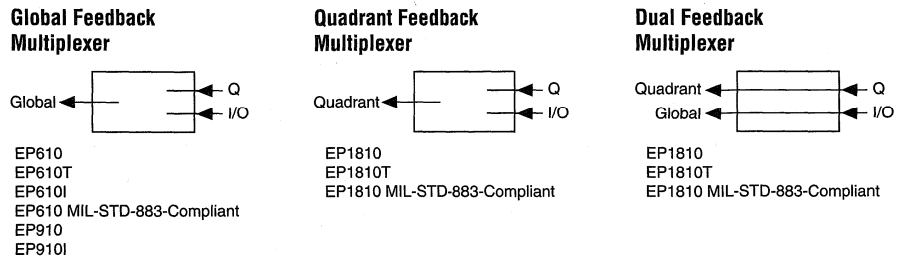 Global Feedback
Multiplexer
Global
Q
I/O
EP610
EP610T
EP610I
EP610 MIL-STD-883-Compliant
EP910
EP910I
Quadrant Feedback
Multiplexer
Quadrant
Q
I/O
EP1810
EP1810T
EP1810 MIL-STD-883-Compliant
Dual Feedback
Multiplexer
Quadrant
Q
Global
I/O
EP1810
EP1810T
EP1810 MIL-STD-883-Compliant